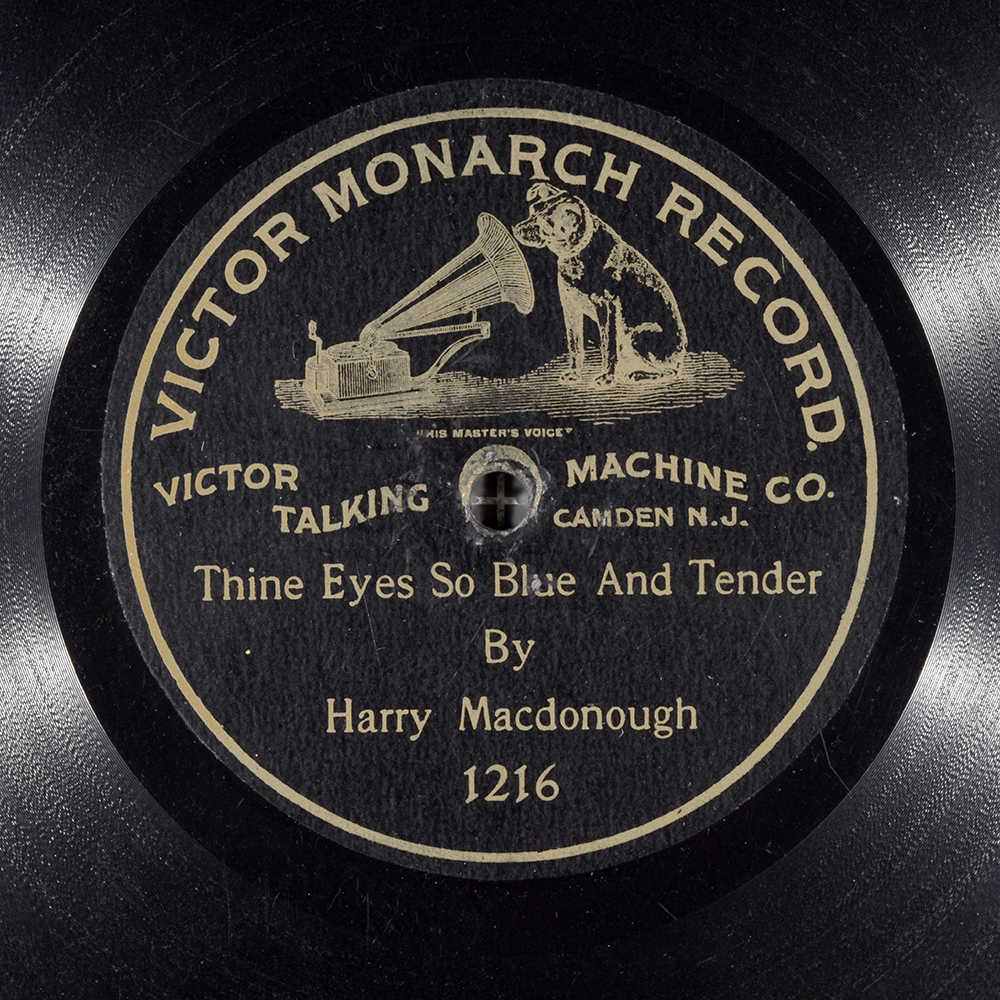 VICTOR MONARCH RECORD.
"HIS MASTER'S VOICE"
VICTOR TALKING MACHINE CO.
CAMDEN N.J.
Thine Eyes So Blue And Tender
By
Harry Macdonough
1216